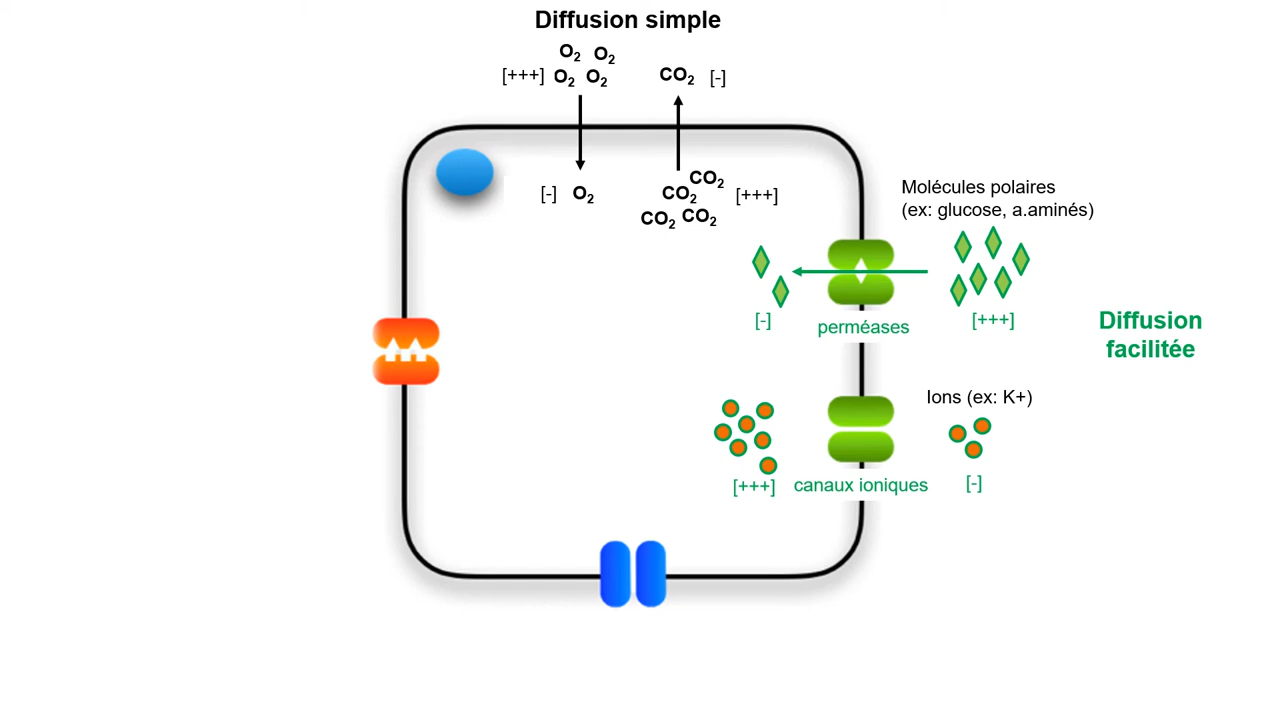 Diffusion simple
O2 O2
[+++] O2 O2
CO2 [-]
[-] O2
CO2
CO2 [+++]
CO2 CO2
Molécules polaires
(ex: glucose, a.aminés)
[-]
perméases
[+++]
Diffusion
facilitée
Ions (ex: K+)
[+++]
canaux ioniques
[-]